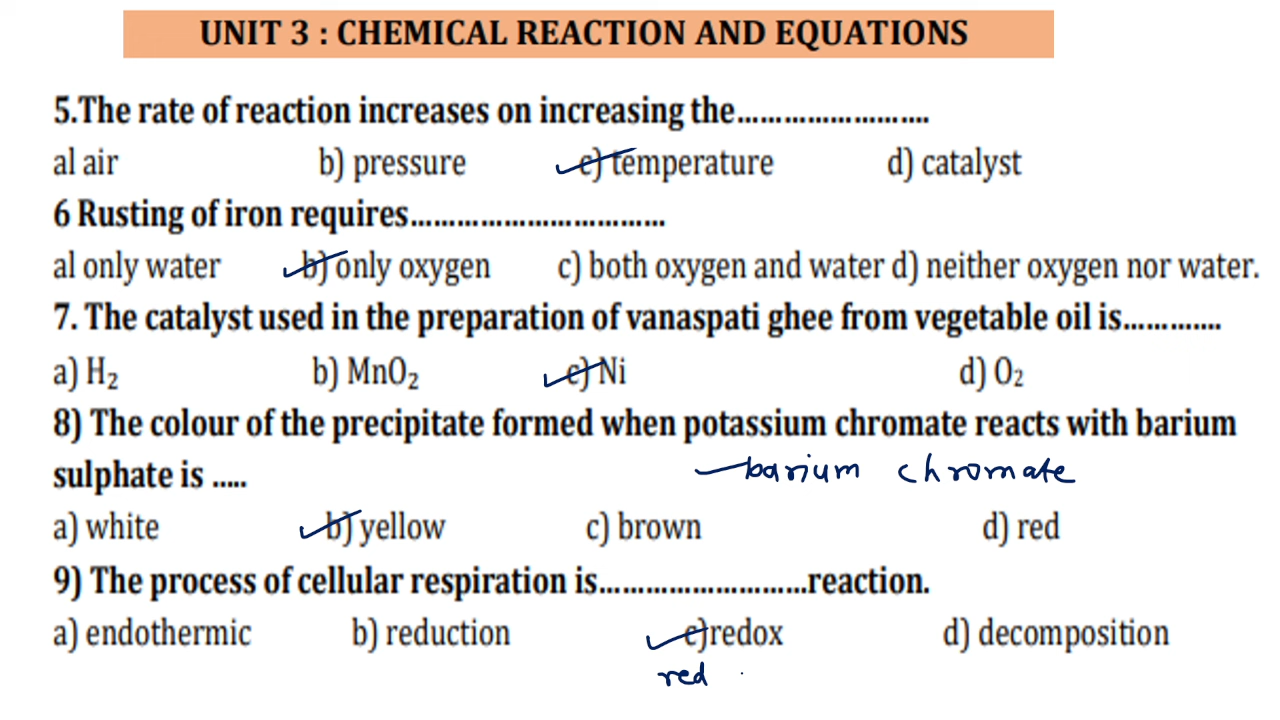 UNIT 3 : CHEMICAL REACTION AND EQUATIONS
5.The rate of reaction increases on increasing the.........................
al air b) pressure c) temperature d) catalyst
6 Rusting of iron requires.................................
al only water b) only oxygen c) both oxygen and water d) neither oxygen nor water.
7. The catalyst used in the preparation of vanaspati ghee from vegetable oil is.............
a) H₂ b) MnO₂ c) Ni d) O₂
8) The colour of the precipitate formed when potassium chromate reacts with barium
sulphate is .....
barium chromate
a) white b) yellow c) brown d) red
9) The process of cellular respiration is...........................reaction.
a) endothermic b) reduction c)redox d) decomposition
red